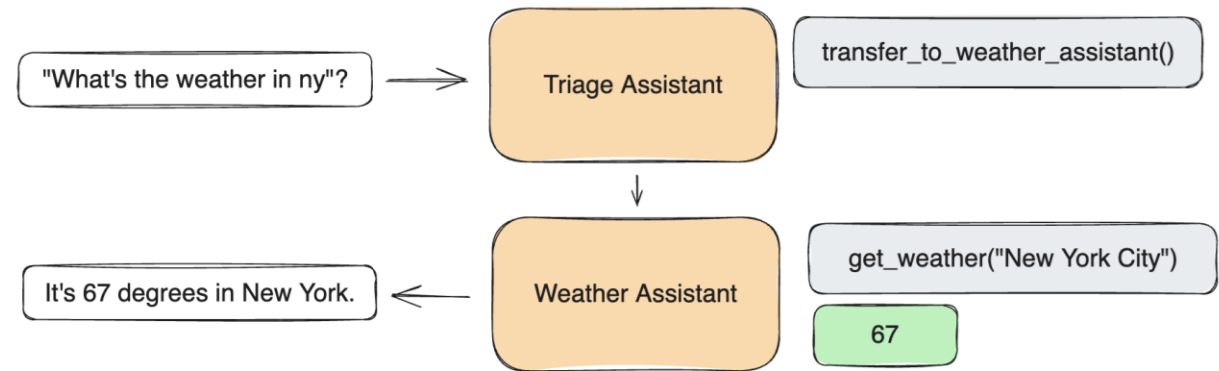 "What's the weather in ny"?
Triage Assistant
transfer_to_weather_assistant()
It's 67 degrees in New York.
Weather Assistant
get_weather("New York City")
67